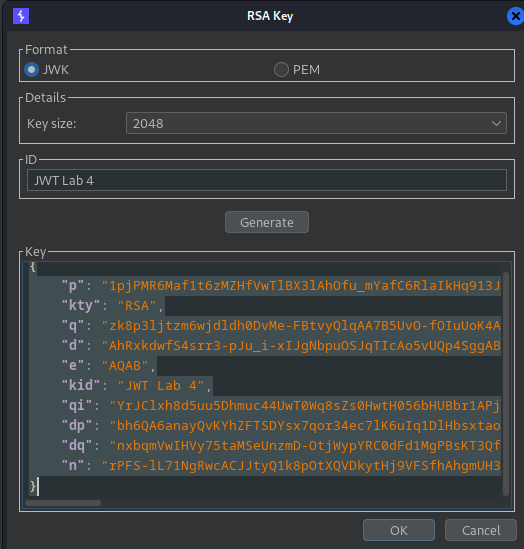 RSA Key
Format
JWK
PEM
Details
Key size: 2048
ID
JWT Lab 4
Generate
Key
{
"p": "1pjPMR6Maf1t6zMZHfVwTlBX3lAhOfu_mYafC6RlaIkHq913J
"kty": "RSA",
"q": "zk8p3ljtzm6wjdldh0DvMe-FBtvyQlqAA7B5UvO-fOIuUoK4A
"d": "AhRxkdwfS4srr3-pJu_i-xIJgNbpuOSJqTIcAo5vUQp4SggAB
"e": "AQAB",
"kid": "JWT Lab 4",
"qi": "YrJClxh8d5uu5Dhmuc44UwT0Wq8sZs0HwtH056bHUBbr1APj
"dp": "bh6QA6anayQvKYhZFTSDYsx7qor34ec7lK6uIq1DlHbsxtao
"dq": "nxbqmVwIHVy75taMSeUnzmD-OtjWypYRC0dFd1MgPBsKT3Qf
"n": "rPFS-lL71NgRwcACJJtyQ1k8pOtXQVDkytHj9VFSfhAhgmUH3
}
OK
Cancel